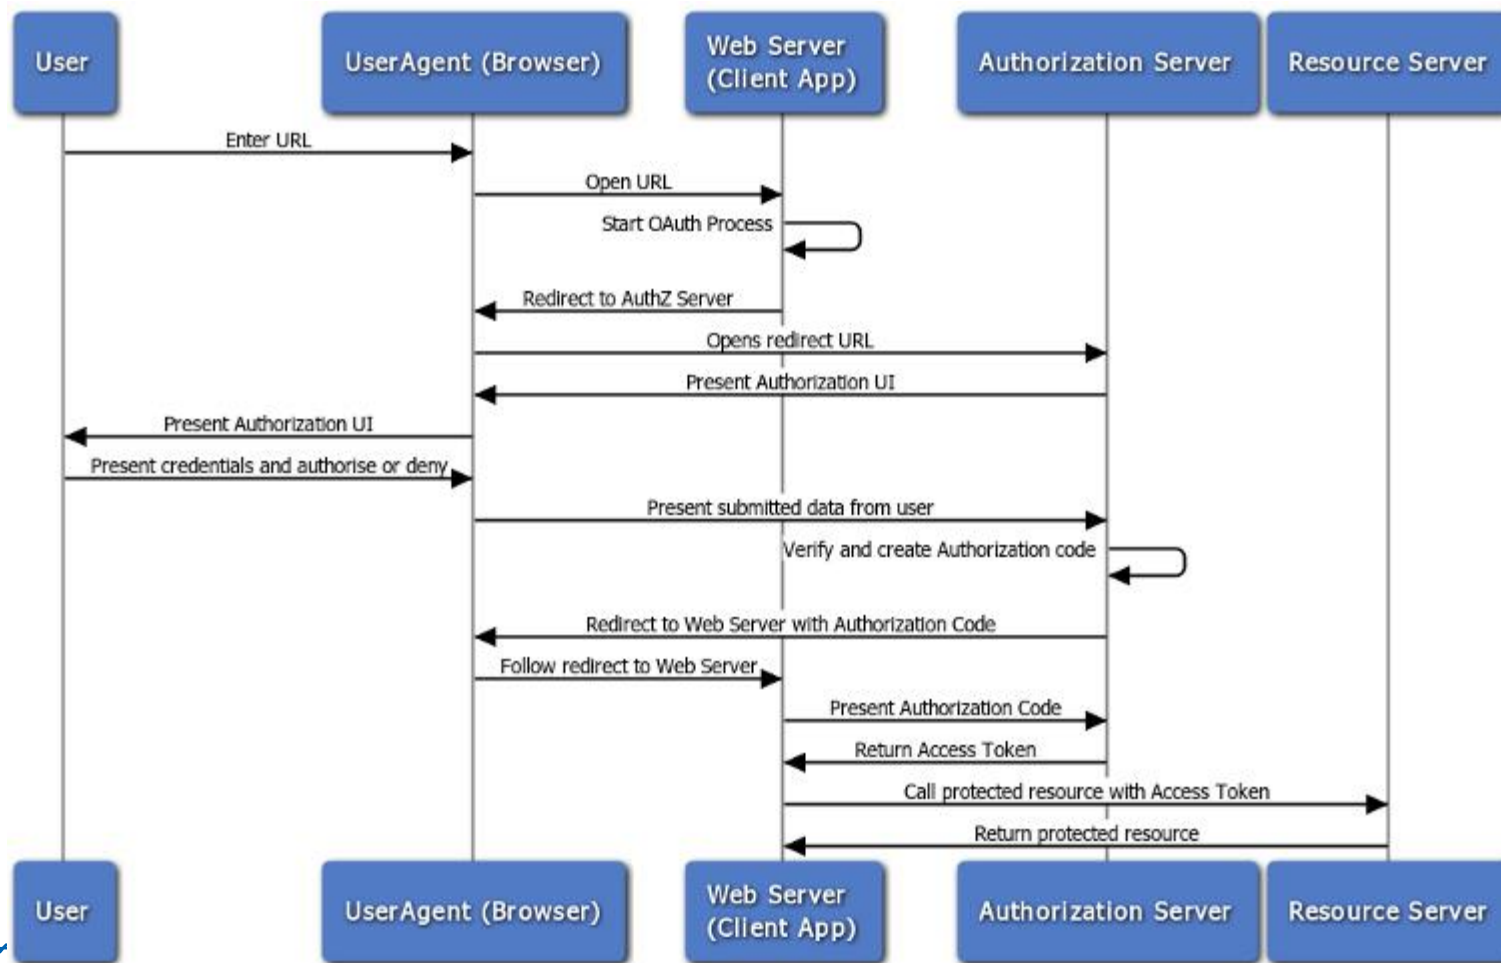 User
UserAgent (Browser)
Web Server
(Client App)
Authorization Server
Resource Server
Enter URL
Open URL
Start OAuth Process
Redirect to AuthZ Server
Opens redirect URL
Present Authorization UI
Present Authorization UI
Present credentials and authorise or deny
Present submitted data from user
Verify and create Authorization code
Redirect to Web Server with Authorization Code
Follow redirect to Web Server
Present Authorization Code
Return Access Token
Call protected resource with Access Token
Return protected resource
User
UserAgent (Browser)
Web Server
(Client App)
Authorization Server
Resource Server